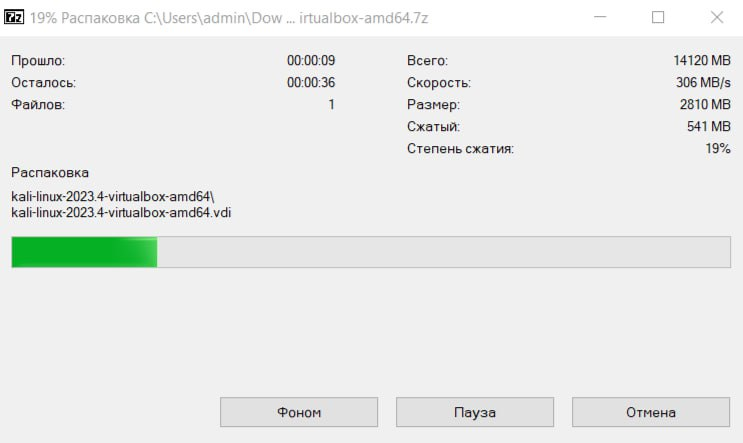 19% Распаковка C:\Users\admin\Dow ... irtualbox-amd64.7z
Прошло: 00:00:09
Осталось: 00:00:36
Файлов: 1
Всего: 14120 MB
Скорость: 306 MB/s
Размер: 2810 MB
Сжатый: 541 MB
Степень сжатия: 19%
Распаковка
kali-linux-2023.4-virtualbox-amd64\
kali-linux-2023.4-virtualbox-amd64.vdi
Фоном Пауза Отмена